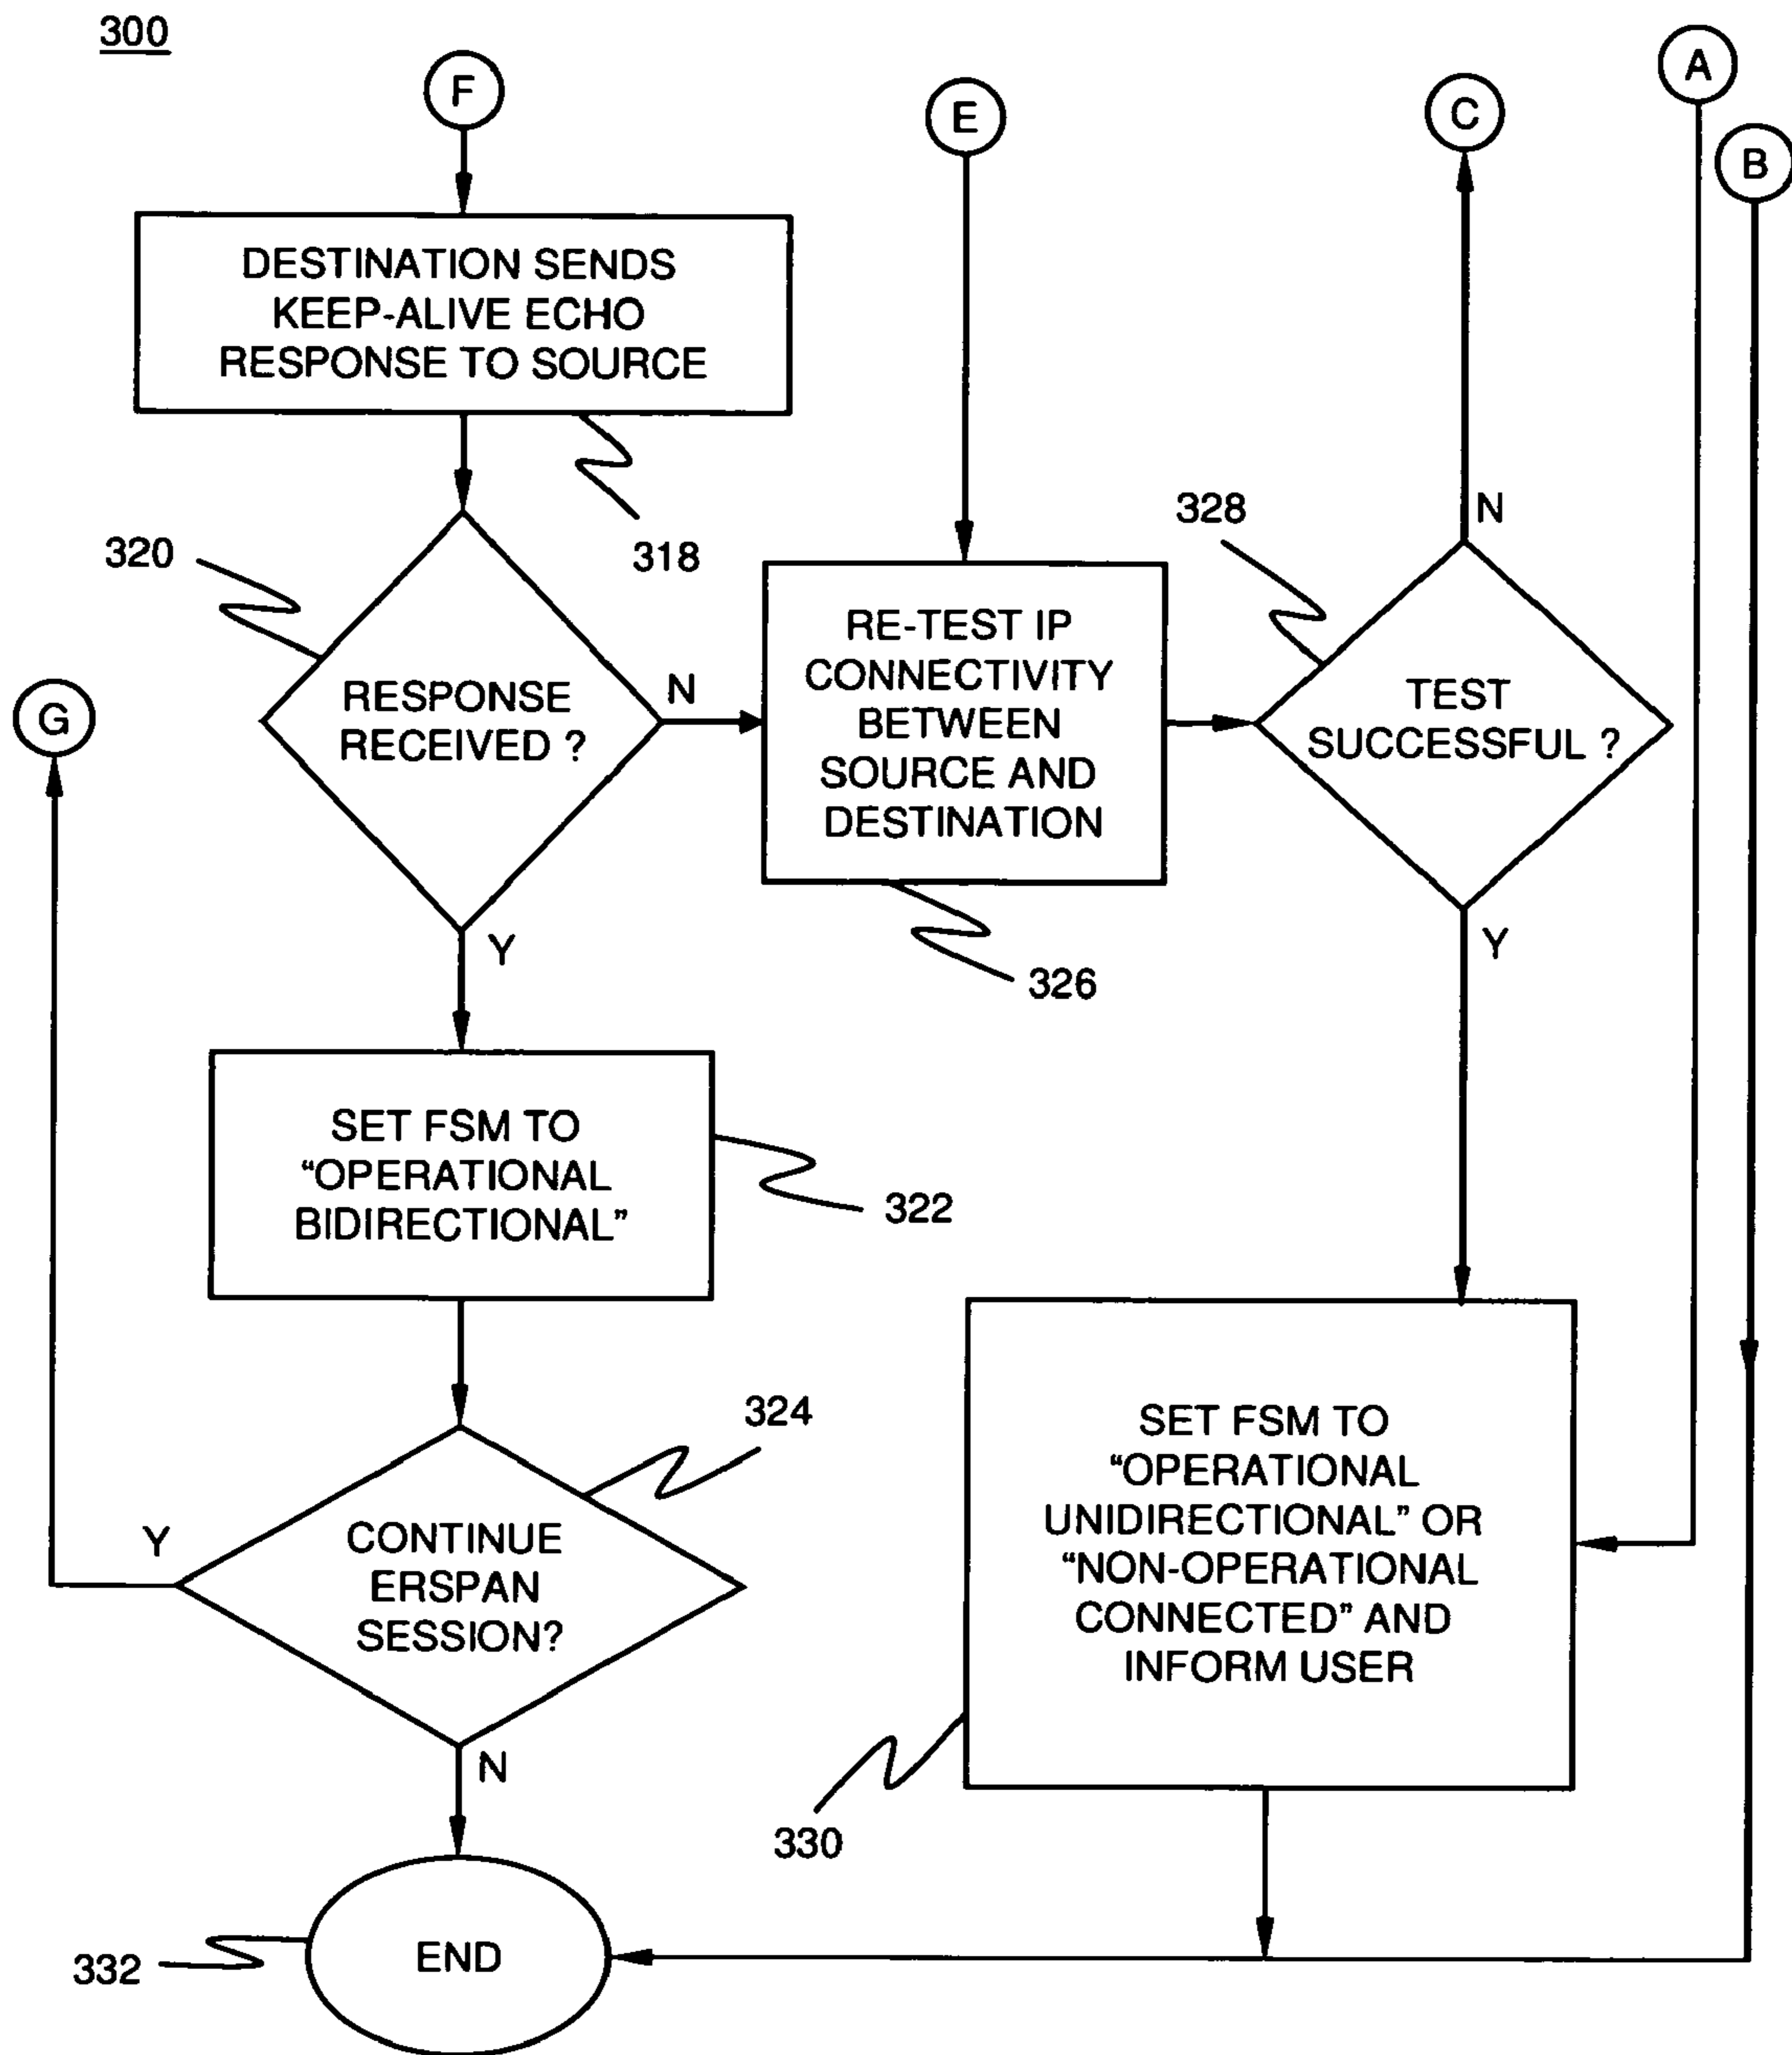 300
F
E
C
A
B
DESTINATION SENDS
KEEP-ALIVE ECHO
RESPONSE TO SOURCE
318
320
RESPONSE
RECEIVED ?
N
Y
G
RE-TEST IP
CONNECTIVITY
BETWEEN
SOURCE AND
DESTINATION
326
328
TEST
SUCCESSFUL ?
N
Y
SET FSM TO
“OPERATIONAL
BIDIRECTIONAL”
322
324
CONTINUE
ERSPAN
SESSION?
Y
N
SET FSM TO
“OPERATIONAL
UNIDIRECTIONAL” OR
“NON-OPERATIONAL
CONNECTED” AND
INFORM USER
330
332
END